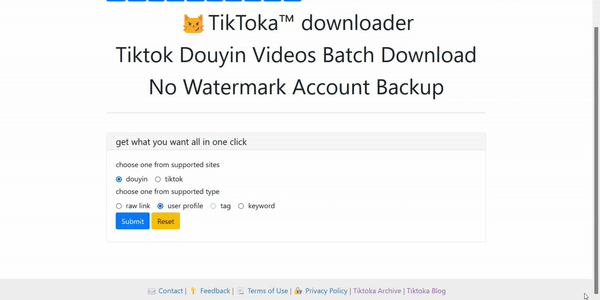 TikToka™ downloader
Tiktok Douyin Videos Batch Download
No Watermark Account Backup
get what you want all in one click
choose one from supported sites
douyin tiktok
choose one from supported type
raw link user profile tag keyword
Submit Reset
Contact | Feedback | Terms of Use | Privacy Policy | Tiktoka Archive | Tiktoka Blog